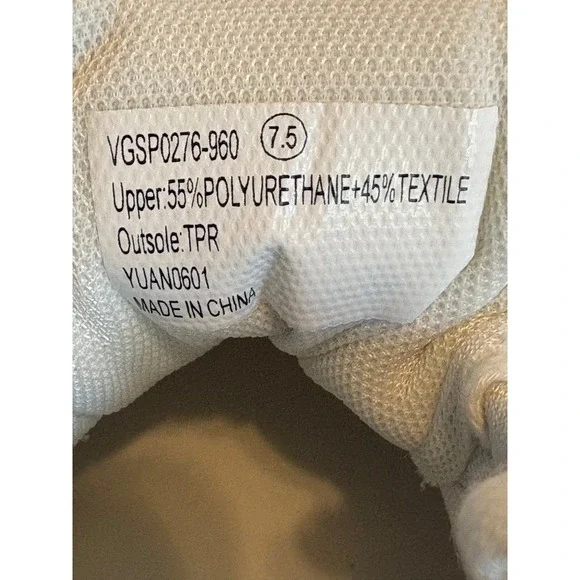 VGSP0276-960 7.5
Upper:55%POLYURETHANE+45%TEXTILE
Outsole:TPR
YUAN0601
MADE IN CHINA